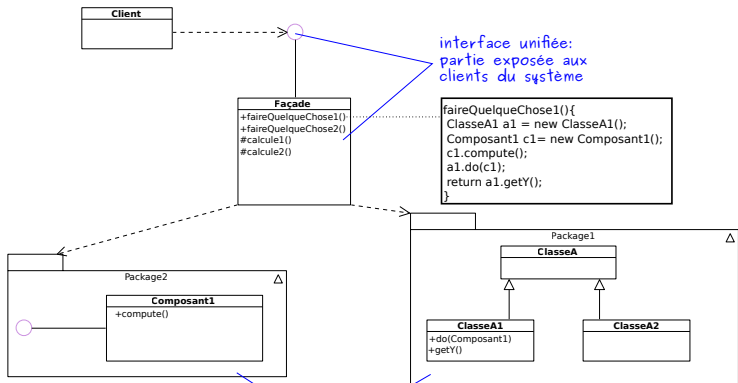 Client
interface unifiée:
partie exposée aux
clients du système
Façade
+faireQuelqueChose1()
+faireQuelqueChose2()
#calcule1()
#calcule2()
faireQuelqueChose1(){
ClasseA1 a1 = new ClasseA1();
Composant1 c1= new Composant1();
c1.compute();
a1.do(c1);
return a1.getY();
}
Package2
Composant1
+compute()
Package1
ClasseA
ClasseA1
+do(Composant1)
+getY()
ClasseA2